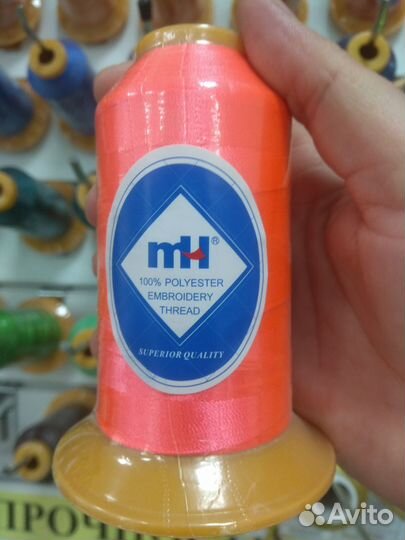 mH®
100% POLYESTER
EMBROIDERY
THREAD
SUPERIOR QUALITY
Avito